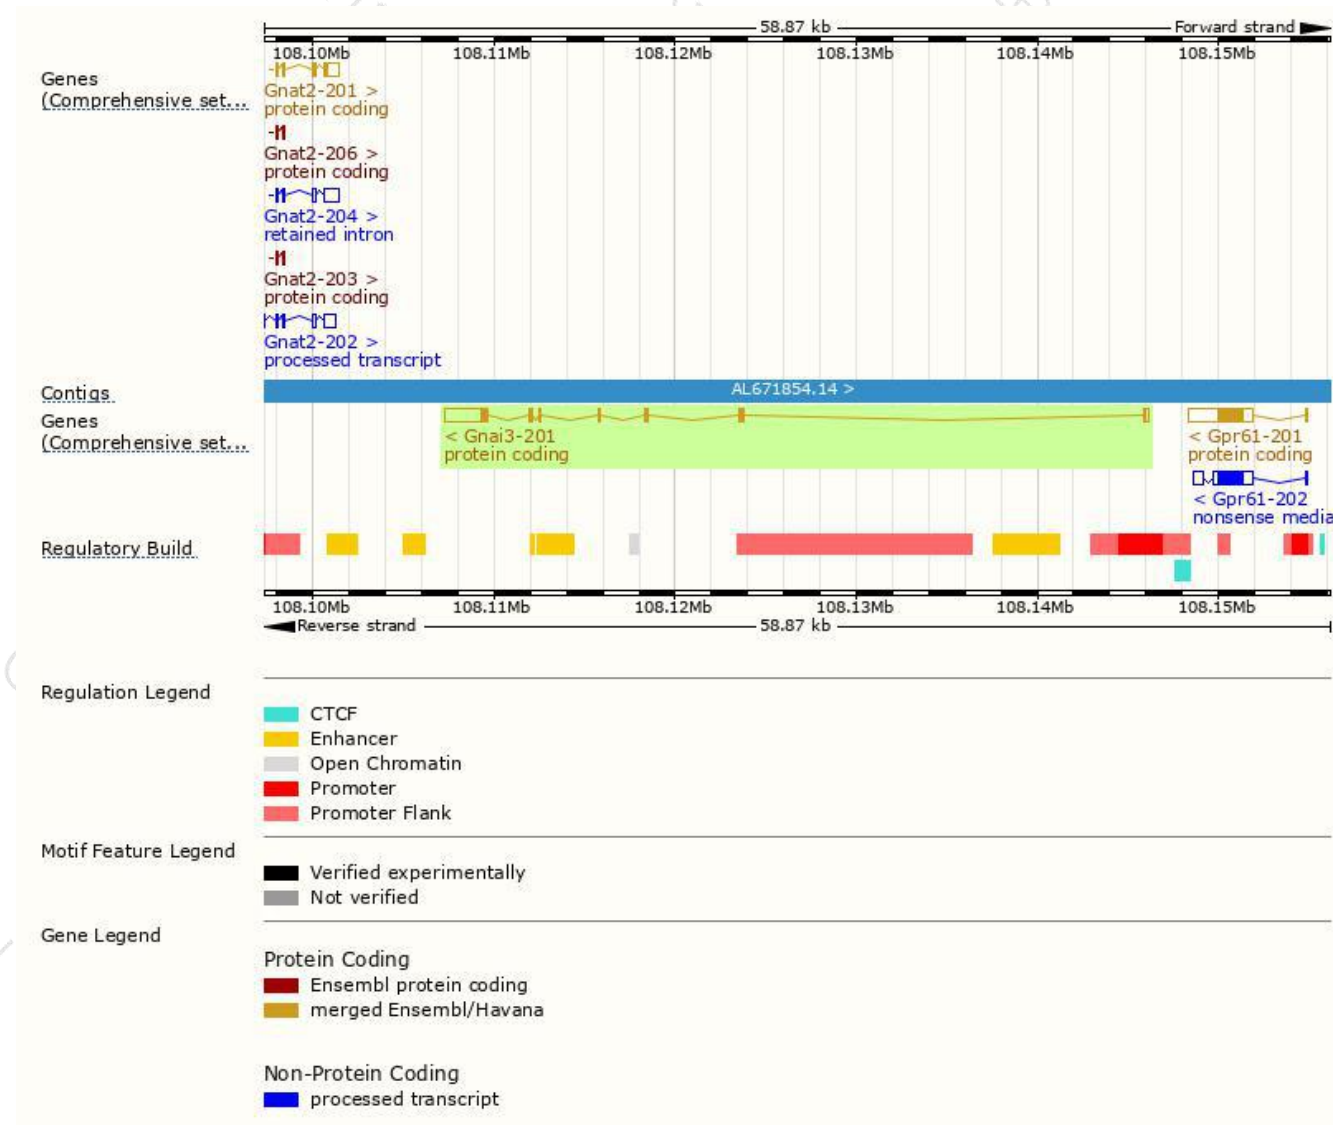 58.87 kb Forward strand
108.10Mb 108.11Mb 108.12Mb 108.13Mb 108.14Mb 108.15Mb
Genes
(Comprehensive set...
Gnat2-201 >
protein coding
Gnat2-206 >
protein coding
Gnat2-204 >
retained intron
Gnat2-203 >
protein coding
Gnat2-202 >
processed transcript
Contigs AL671854.14 >
Genes
(Comprehensive set...
< Gnai3-201
protein coding
< Gpr61-201
protein coding
< Gpr61-202
nonsense media
Regulatory Build
108.10Mb 108.11Mb 108.12Mb 108.13Mb 108.14Mb 108.15Mb
Reverse strand 58.87 kb
Regulation Legend
CTCF
Enhancer
Open Chromatin
Promoter
Promoter Flank
Motif Feature Legend
Verified experimentally
Not verified
Gene Legend
Protein Coding
Ensembl protein coding
merged Ensembl/Havana
Non-Protein Coding
processed transcript